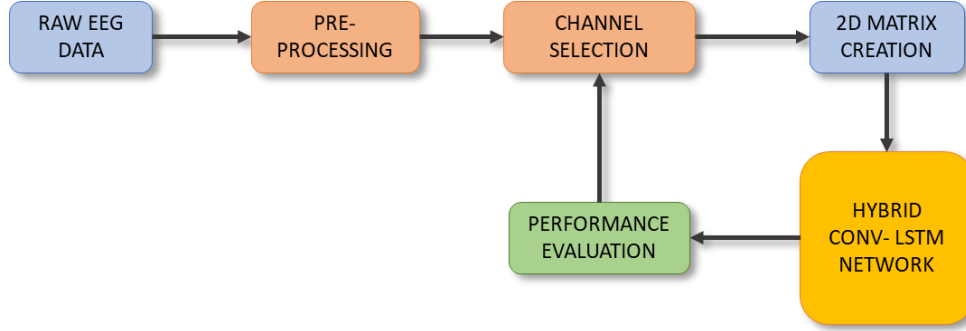 RAW EEG
DATA
PRE-
PROCESSING
CHANNEL
SELECTION
2D MATRIX
CREATION
HYBRID
CONV- LSTM
NETWORK
PERFORMANCE
EVALUATION